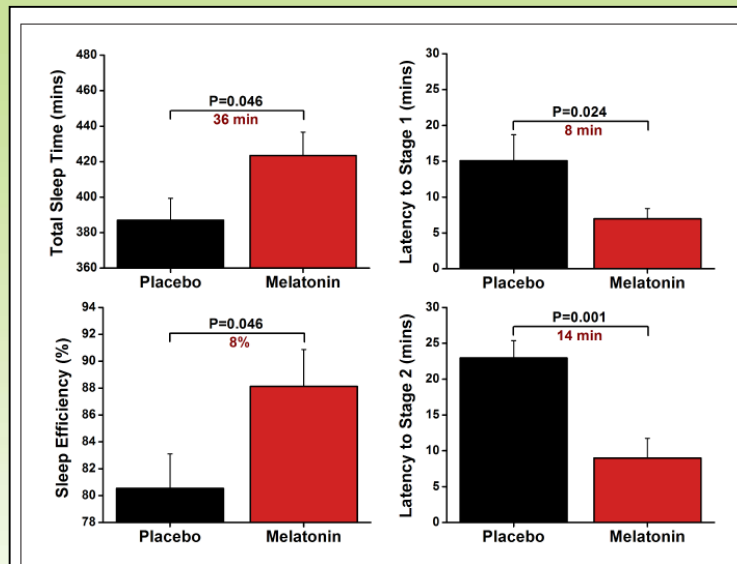 Total Sleep Time (mins)
480
460
440
420
400
380
360
P=0.046
36 min
Placebo Melatonin
Latency to Stage 1 (mins)
30
25
20
15
10
5
0
P=0.024
8 min
Placebo Melatonin
Sleep Efficiency (%)
94
92
90
88
86
84
82
80
78
P=0.046
8%
Placebo Melatonin
Latency to Stage 2 (mins)
30
25
20
15
10
5
0
P=0.001
14 min
Placebo Melatonin